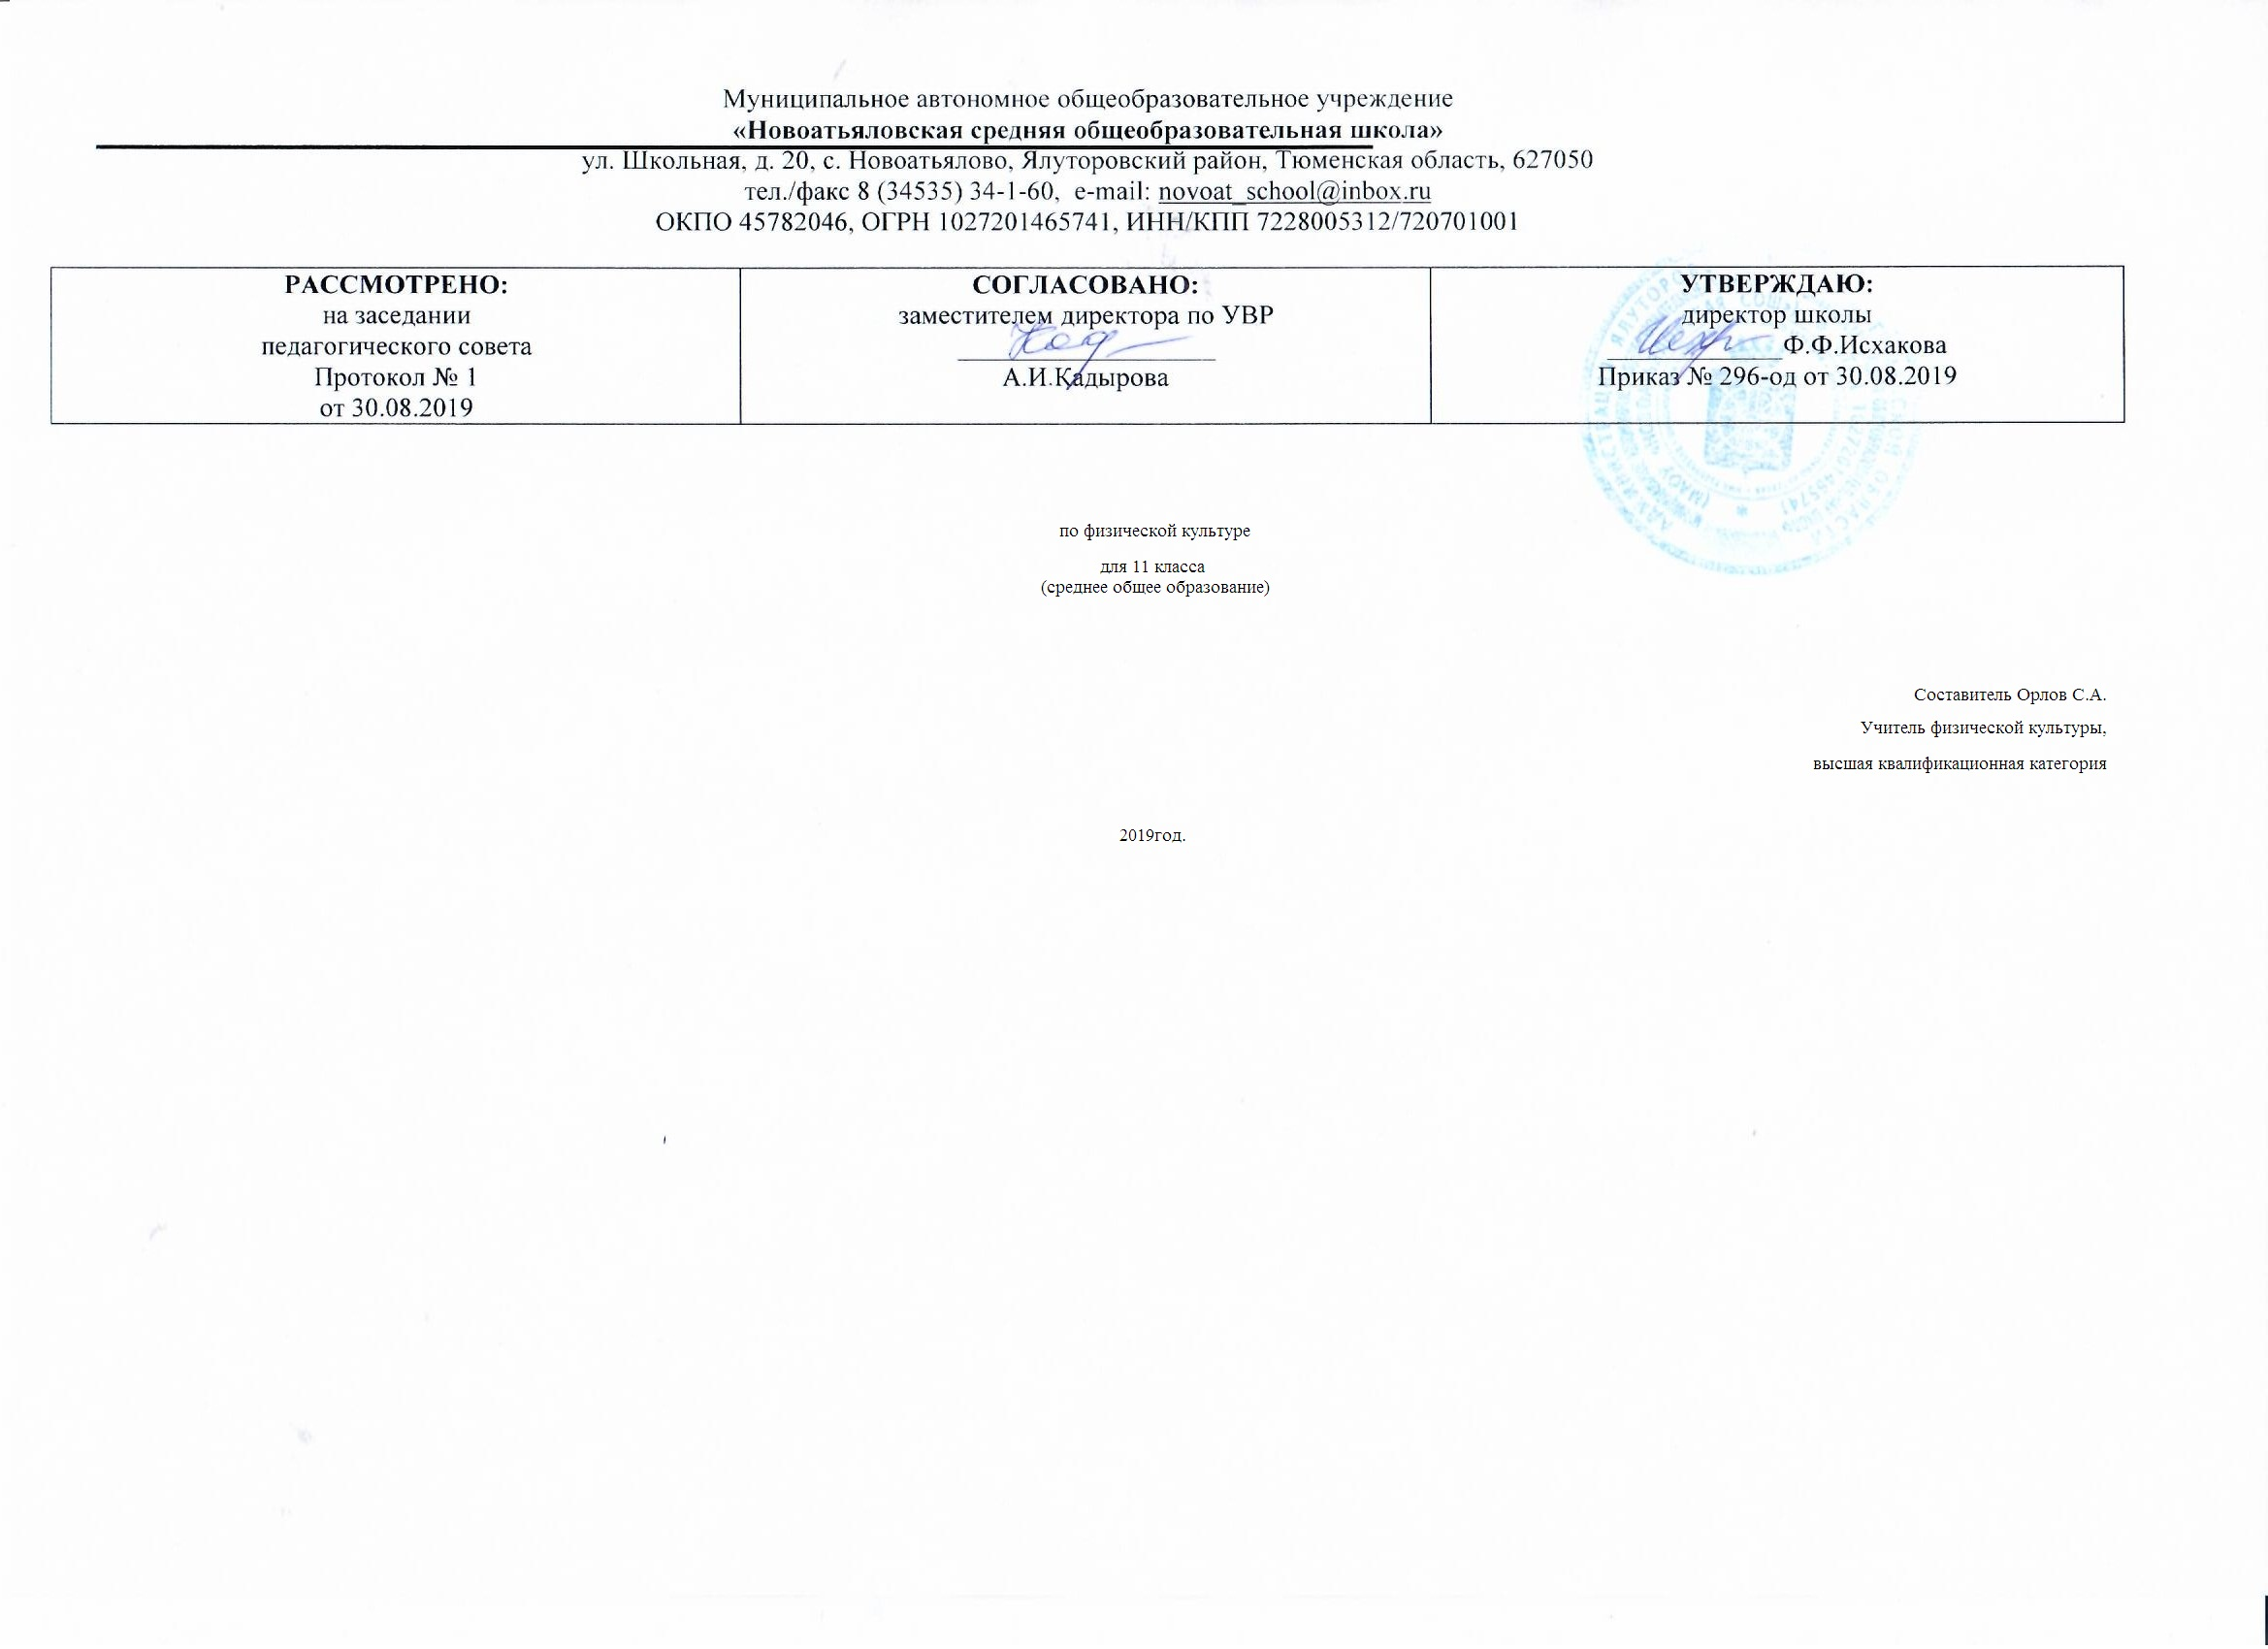 Муниципальное автономное общеобразовательное учреждение
«Новоатьяловская средняя общеобразовательная школа»
ул. Школьная, д. 20, с. Новоатьялово, Ялуторовский район, Тюменская область, 627050
тел./факс 8 (34535) 34-1-60, e-mail: novoat_school@inbox.ru
ОКПО 45782046, ОГРН 1027201465741, ИНН/КПП 7228005312/720701001
РАССМОТРЕНО:
на заседании
педагогического совета
Протокол № 1
от 30.08.2019
СОГЛАСОВАНО:
заместителем директора по УВР
А.И.Кадырова
УТВЕРЖДАЮ:
директор школы
Ф.Ф.Исхакова
Приказ № 296-од от 30.08.2019
по физической культуре
для 11 класса
(среднее общее образование)
Составитель Орлов С.А.
Учитель физической культуры,
высшая квалификационная категория
2019год.